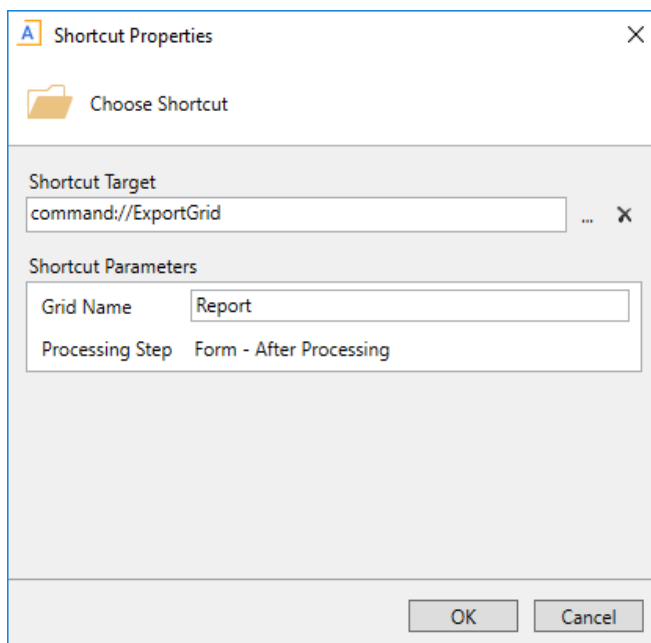 A Shortcut Properties
Choose Shortcut
Shortcut Target
command://ExportGrid
...
Shortcut Parameters
Grid Name Report
Processing Step Form - After Processing
OK Cancel